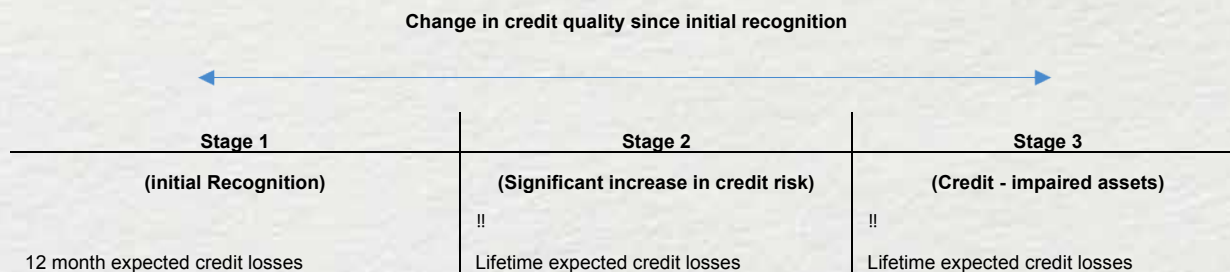 Change in credit quality since initial recognition
Stage 1 Stage 2 Stage 3
(initial Recognition) (Significant increase in credit risk) (Credit - impaired assets)
!! !!
12 month expected credit losses Lifetime expected credit losses Lifetime expected credit losses